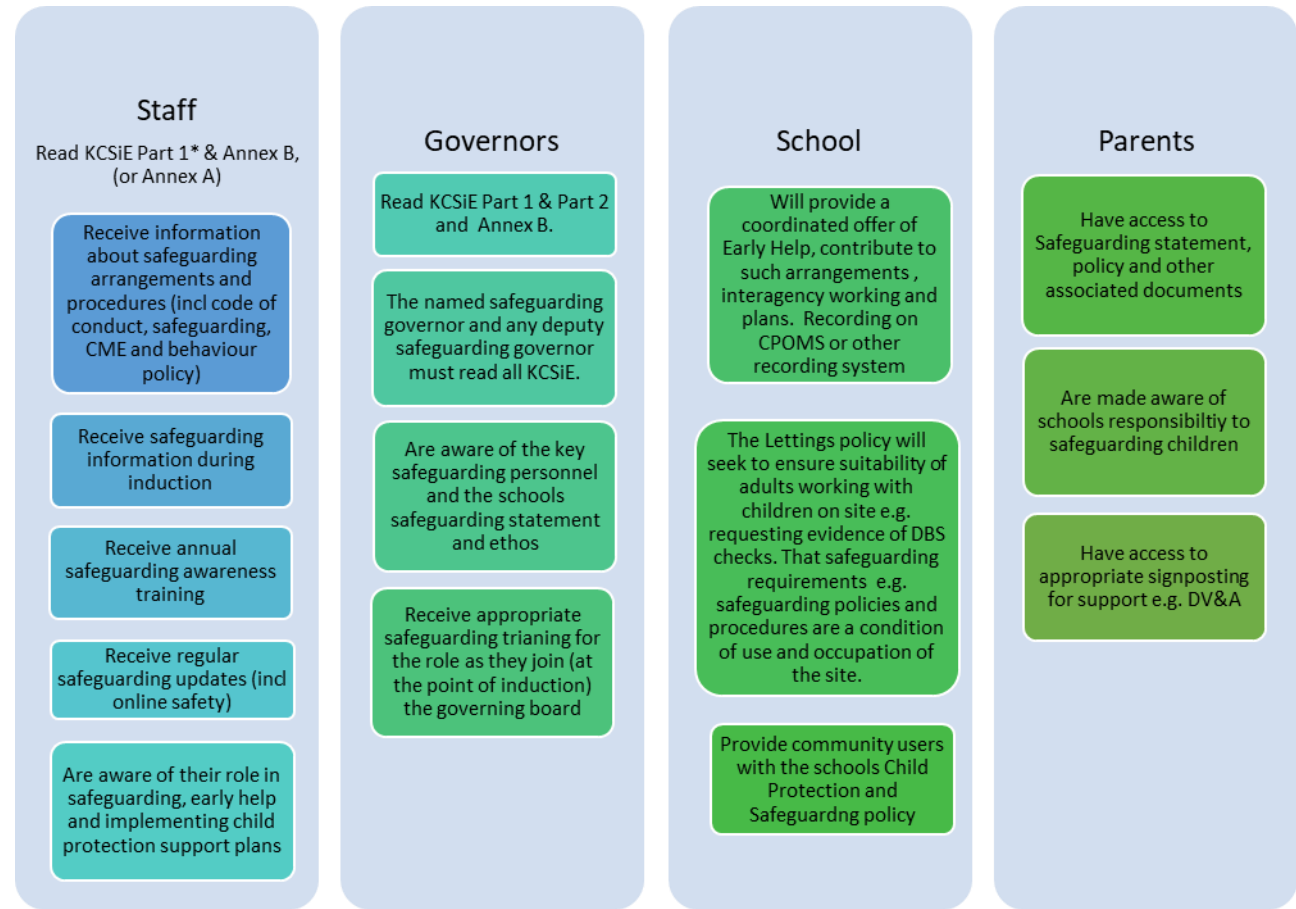 Staff
Read KCSiE Part 1* & Annex B,
(or Annex A)
Receive information
about safeguarding
arrangements and
procedures (incl code of
conduct, safeguarding,
CME and behaviour
policy)
Receive safeguarding
information during
induction
Receive annual
safeguarding awareness
training
Receive regular
safeguarding updates (incl
online safety)
Are aware of their role in
safeguarding, early help
and implementing child
protection support plans
Governors
Read KCSiE Part 1 & Part 2
and Annex B.
The named safeguarding
governor and any deputy
safeguarding governor
must read all KCSiE.
Are aware of the key
safeguarding personnel
and the schools
safeguarding statement
and ethos
Receive appropriate
safeguarding trianing for
the role as they join (at
the point of induction)
the governing board
School
Will provide a
coordinated offer of
Early Help, contribute to
such arrangements ,
interagency working and
plans. Recording on
CPOMS or other
recording system
The Lettings policy will
seek to ensure suitability of
adults working with
children on site e.g.
requesting evidence of DBS
checks. That safeguarding
requirements e.g.
safeguarding policies and
procedures are a condition
of use and occupation of
the site.
Provide community users
with the schools Child
Protection and
Safeguardng policy
Parents
Have access to
Safeguarding statement,
policy and other
associated documents
Are made aware of
schools responsibiltiy to
safeguarding children
Have access to
appropriate signposting
for support e.g. DV&A